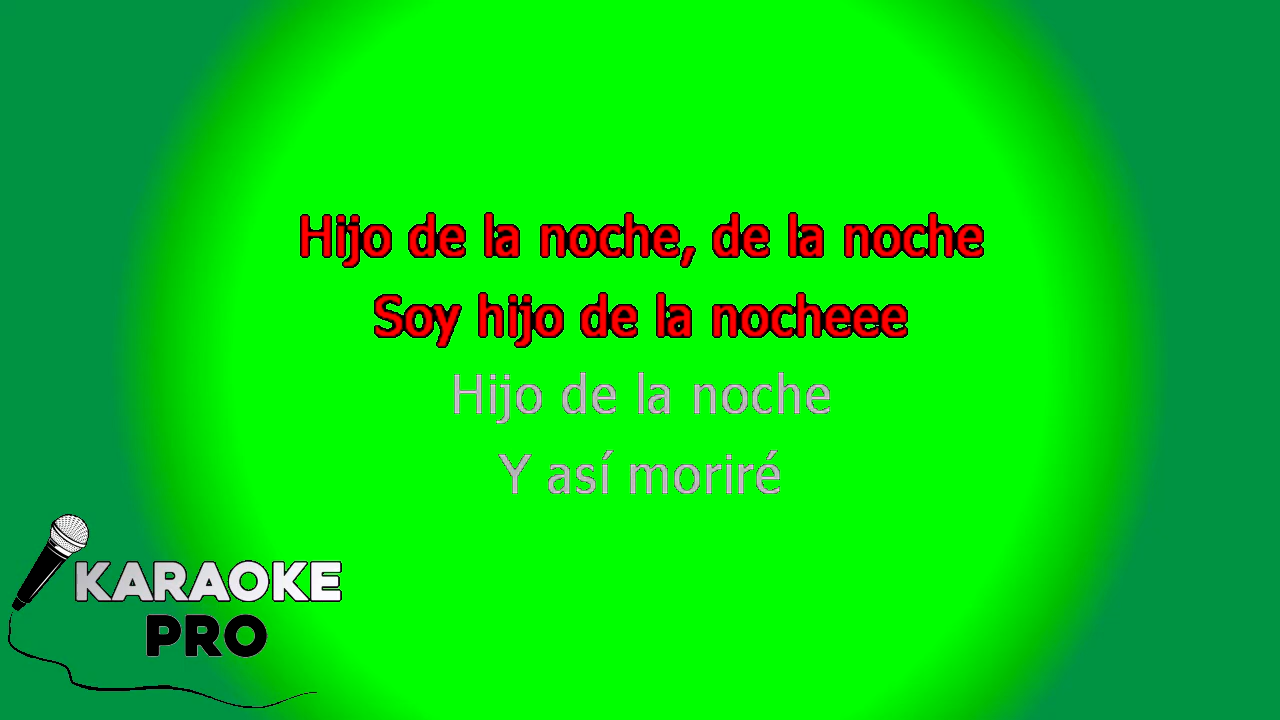 Hijo de la noche, de la noche
Soy hijo de la nocheee
Hijo de la noche
Y así moriré
KARAOKE
PRO